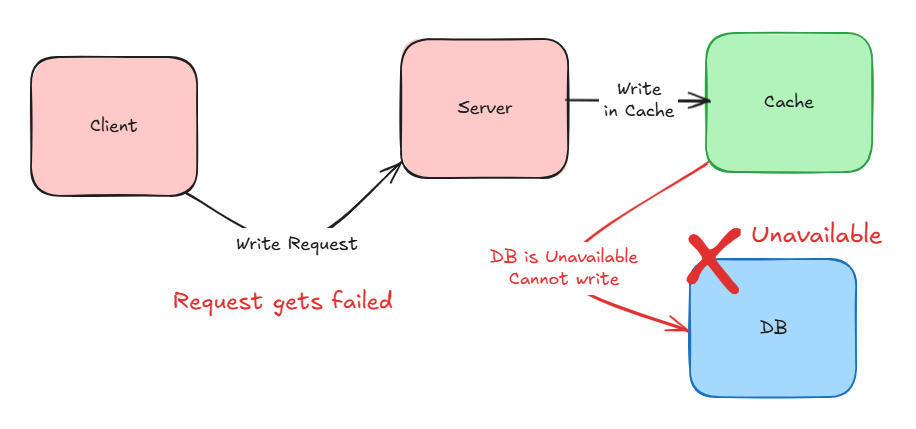 Client
Server
Write
in Cache
Cache
Write Request
Request gets failed
DB is Unavailable
Cannot write
Unavailable
DB